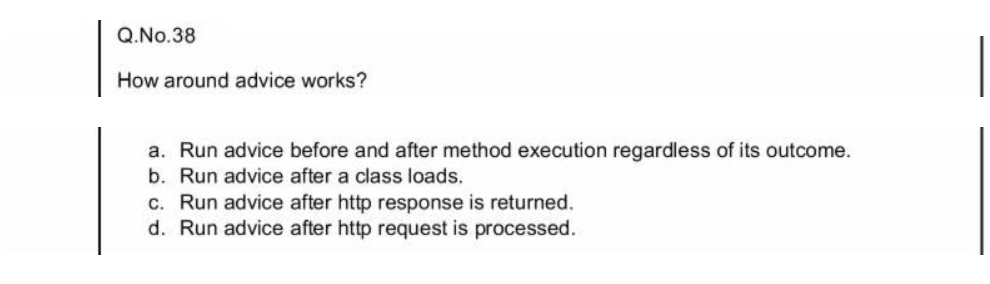 Q.No.38
How around advice works?
a. Run advice before and after method execution regardless of its outcome.
b. Run advice after a class loads.
c. Run advice after http response is returned.
d. Run advice after http request is processed.